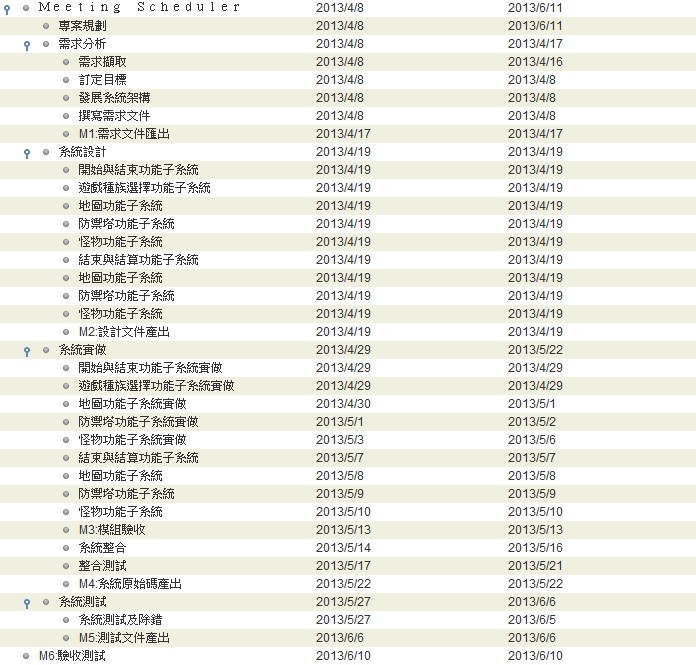 Meeting Scheduler 2013/4/8 2013/6/11
專案規劃 2013/4/8 2013/6/11
需求分析 2013/4/8 2013/4/17
需求擷取 2013/4/8 2013/4/16
訂定目標 2013/4/8 2013/4/8
發展系統架構 2013/4/8 2013/4/8
撰寫需求文件 2013/4/8 2013/4/8
M1:需求文件匯出 2013/4/17 2013/4/17
系統設計 2013/4/19 2013/4/19
開始與結束功能子系統 2013/4/19 2013/4/19
遊戲種族選擇功能子系統 2013/4/19 2013/4/19
地圖功能子系統 2013/4/19 2013/4/19
防禦塔功能子系統 2013/4/19 2013/4/19
怪物功能子系統 2013/4/19 2013/4/19
結束與結算功能子系統 2013/4/19 2013/4/19
地圖功能子系統 2013/4/19 2013/4/19
防禦塔功能子系統 2013/4/19 2013/4/19
怪物功能子系統 2013/4/19 2013/4/19
M2:設計文件產出 2013/4/19 2013/4/19
系統實做 2013/4/29 2013/5/22
開始與結束功能子系統實做 2013/4/29 2013/4/29
遊戲種族選擇功能子系統實做 2013/4/29 2013/4/29
地圖功能子系統實做 2013/4/30 2013/5/1
防禦塔功能子系統實做 2013/5/1 2013/5/2
怪物功能子系統實做 2013/5/3 2013/5/6
結束與結算功能子系統 2013/5/7 2013/5/7
地圖功能子系統 2013/5/8 2013/5/8
防禦塔功能子系統 2013/5/9 2013/5/9
怪物功能子系統 2013/5/10 2013/5/10
M3:模組驗收 2013/5/13 2013/5/13
系統整合 2013/5/14 2013/5/16
整合測試 2013/5/17 2013/5/21
M4:系統原始碼產出 2013/5/22 2013/5/22
系統測試 2013/5/27 2013/6/6
系統測試及除錯 2013/5/27 2013/6/5
M5:測試文件產出 2013/6/6 2013/6/6
M6:驗收測試 2013/6/10 2013/6/10